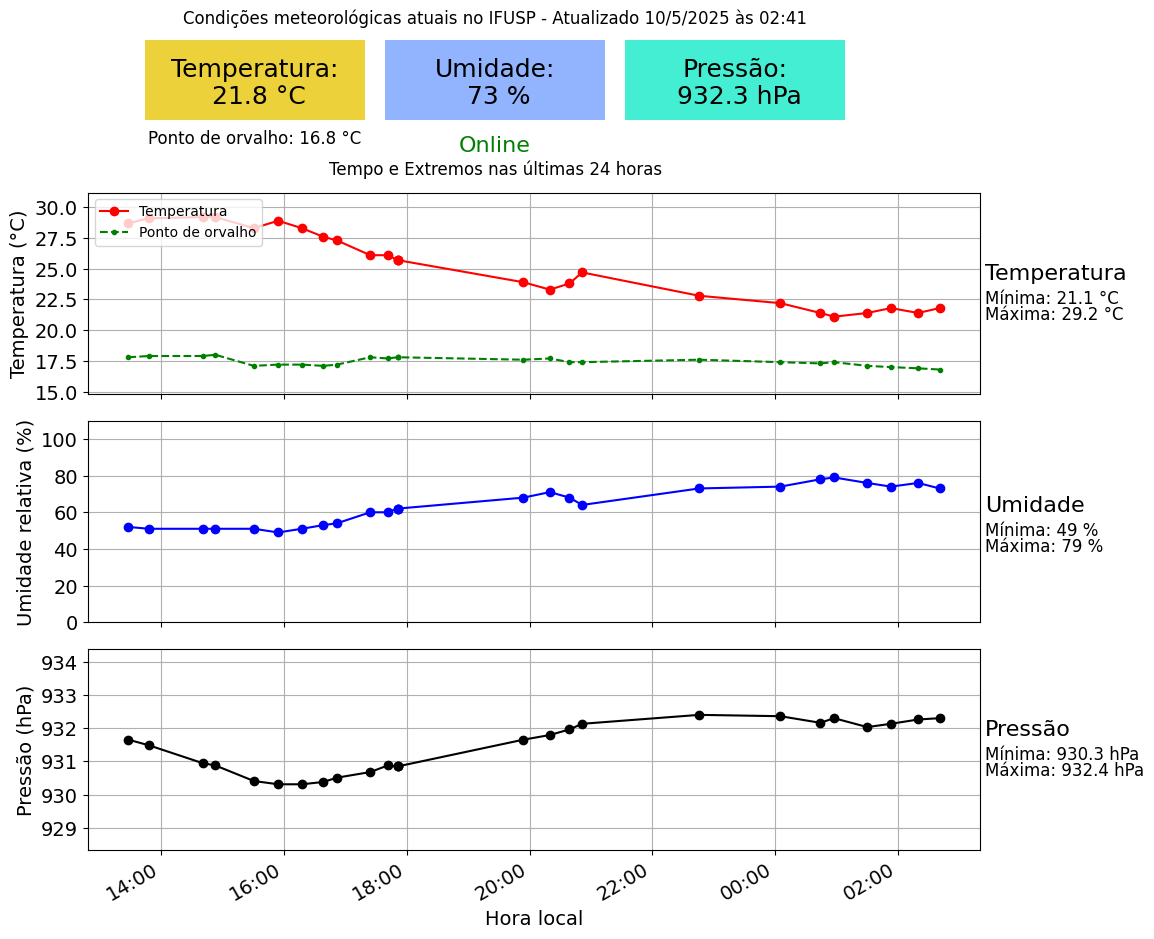 Condições meteorológicas atuais no IFUSP - Atualizado 10/5/2025 às 02:41
Temperatura:
21.8 °C
Umidade:
73 %
Pressão:
932.3 hPa
Ponto de orvalho: 16.8 °C
Online
Tempo e Extremos nas últimas 24 horas
Temperatura (°C)
30.0
27.5
25.0
22.5
20.0
17.5
15.0
Temperatura
Ponto de orvalho
Temperatura
Mínima: 21.1 °C
Máxima: 29.2 °C
Umidade relativa (%)
100
80
60
40
20
0
Umidade
Mínima: 49 %
Máxima: 79 %
Pressão (hPa)
934
933
932
931
930
929
Pressão
Mínima: 930.3 hPa
Máxima: 932.4 hPa
14:00
16:00
18:00
20:00
22:00
00:00
02:00
Hora local